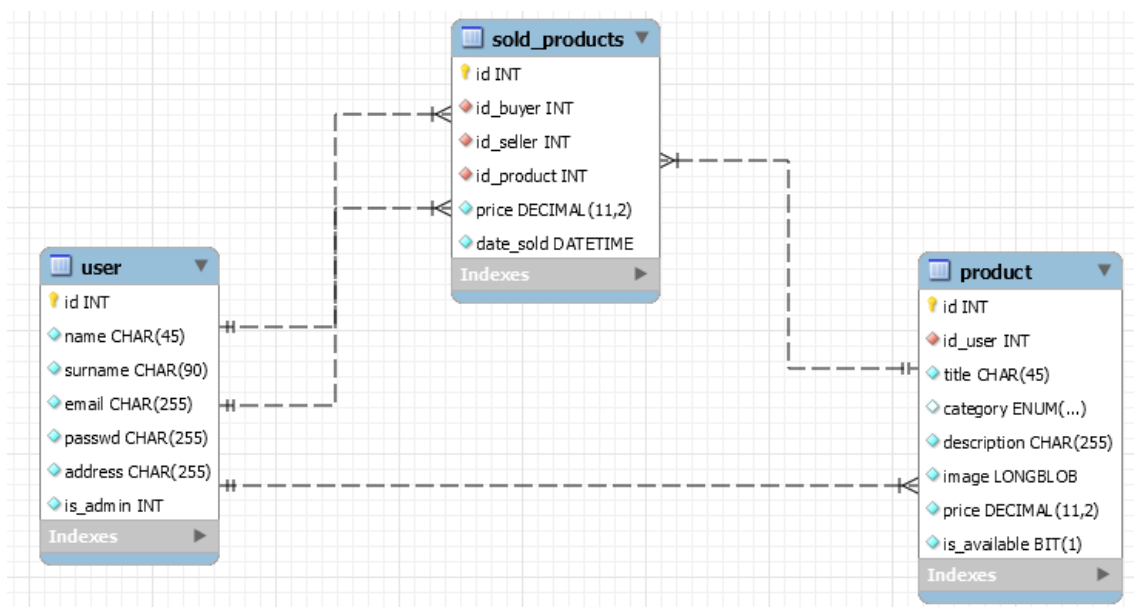 sold_products
id INT
id_buyer INT
id_seller INT
id_product INT
price DECIMAL(11,2)
date_sold DATETIME
Indexes
user
id INT
name CHAR(45)
surname CHAR(90)
email CHAR(255)
passwd CHAR(255)
address CHAR(255)
is_admin INT
Indexes
product
id INT
id_user INT
title CHAR(45)
category ENUM(...)
description CHAR(255)
image LONGBLOB
price DECIMAL(11,2)
is_available BIT(1)
Indexes